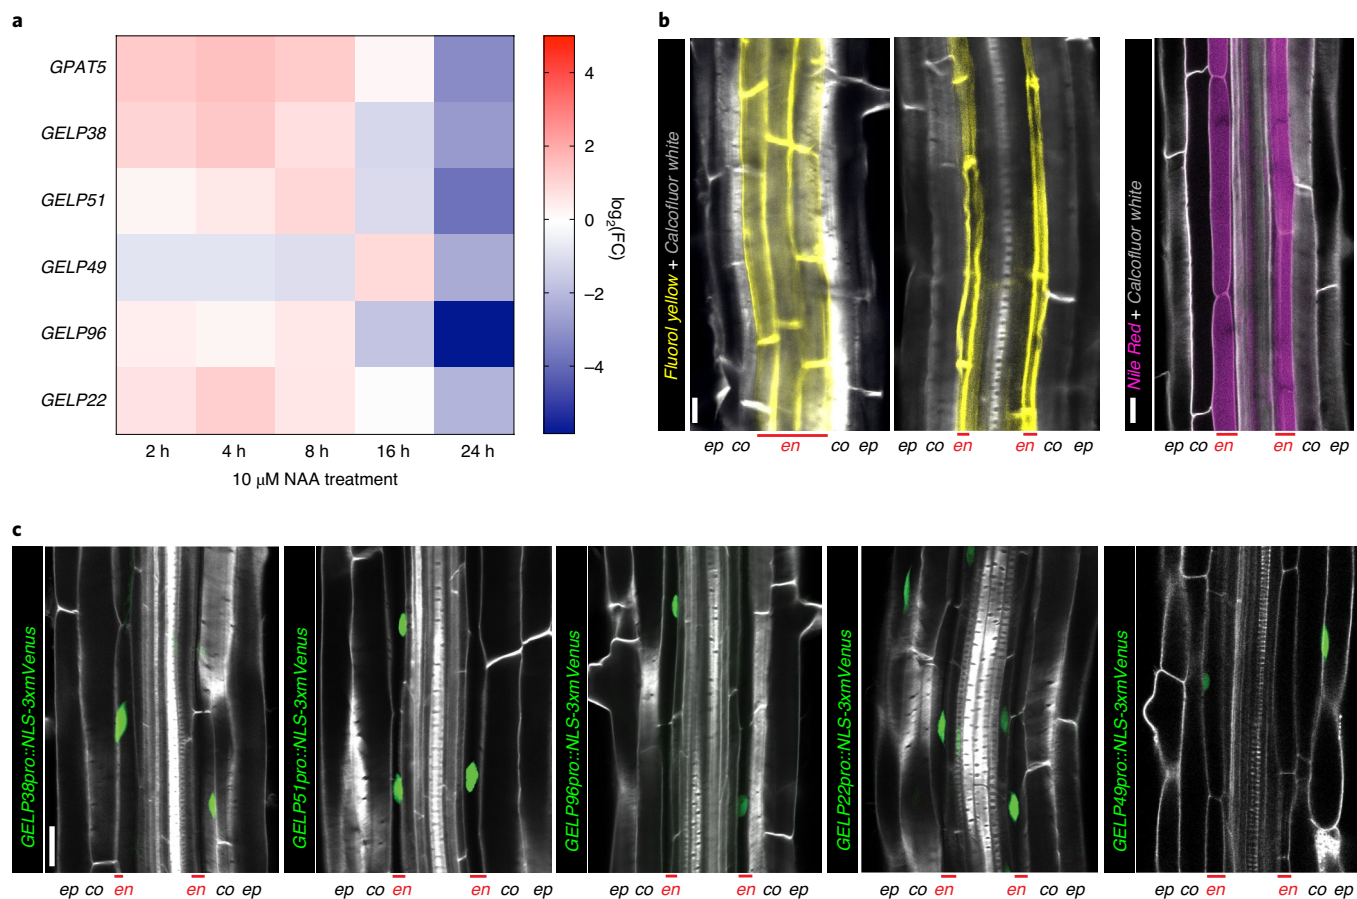 a
GPAT5
GELP38
GELP51
GELP49
GELP96
GELP22
2 h 4 h 8 h 16 h 24 h
10 μM NAA treatment
4
2
0
−2
−4
log2(FC)
b
Fluorol yellow + Calcofluor white
ep co en co ep
ep co en en co ep
Nile Red + Calcofluor white
ep co en en co ep
c
GELP38pro::NLS-3xmVenus
ep co en en co ep
GELP51pro::NLS-3xmVenus
ep co en en co ep
GELP96pro::NLS-3xmVenus
ep co en en co ep
GELP22pro::NLS-3xmVenus
ep co en en co ep
GELP49pro::NLS-3xmVenus
ep co en en co ep